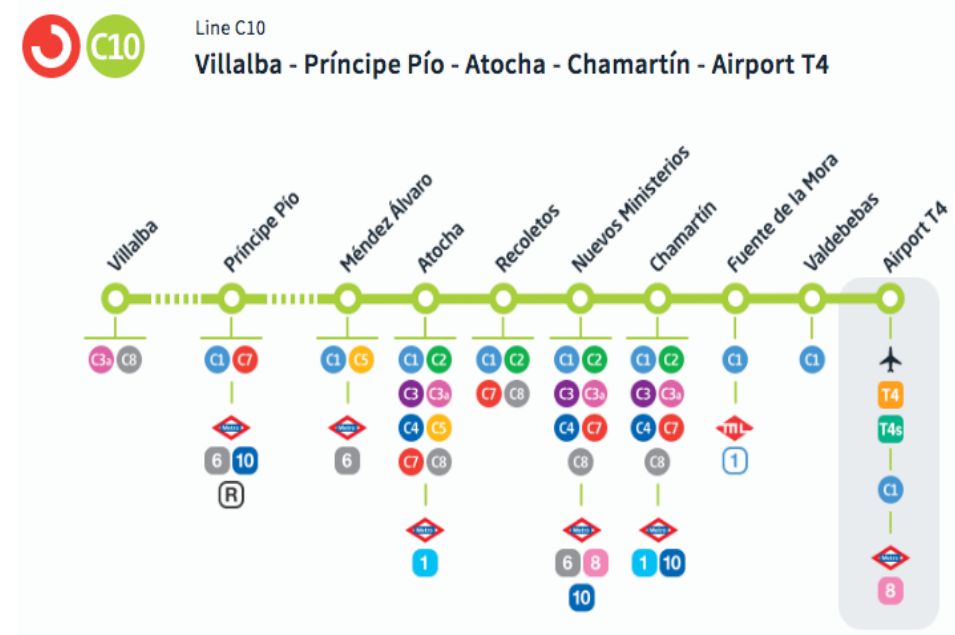 C10
Line C10
Villalba - Príncipe Pío - Atocha - Chamartín - Airport T4
Villalba
Príncipe Pío
Méndez Álvaro
Atocha
Recoletos
Nuevos Ministerios
Chamartín
Fuente de la Mora
Valdebebas
Airport T4
C3a C8
C1 C7
Metro
6 10
R
C1 C5
Metro
6
C1 C2
C3 C3a
C4 C5
C7 C8
Metro
1
C1 C2
C7 C8
C1 C2
C3 C3a
C4 C7
C8
Metro
6 8
10
C1 C2
C3 C3a
C4 C7
C8
Metro
1 10
C1
ML
1
C1
T4
T4s
C1
Metro
8